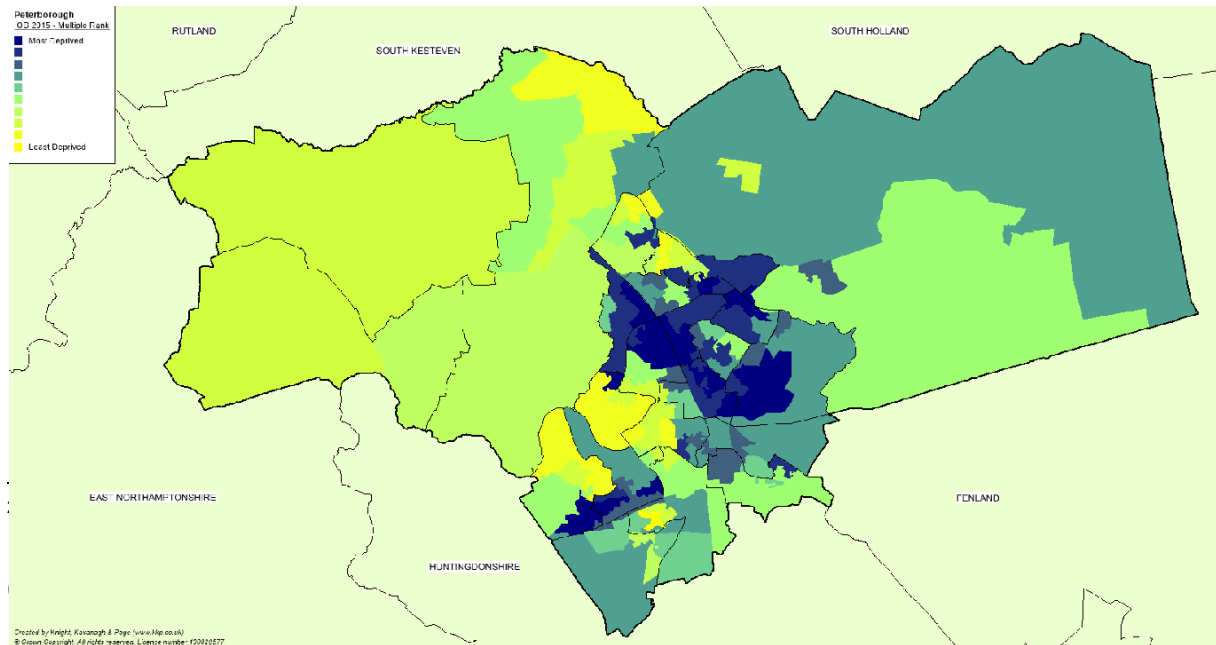 Peterborough
IOD 2015 - Multiple Rank
Most Deprived
Least Deprived
RUTLAND
SOUTH KESTEVEN
SOUTH HOLLAND
EAST NORTHAMPTONSHIRE
HUNTINGDONSHIRE
FENLAND
Created by Knight, Kavanagh & Page (www.kkp.co.uk)
© Crown Copyright. All rights reserved. License number 100020577